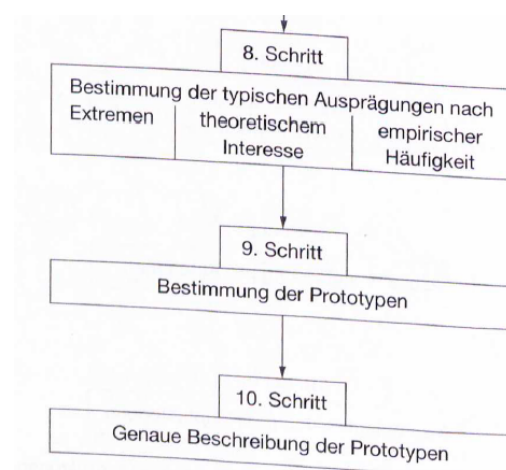 8. Schritt
Bestimmung der typischen Ausprägungen nach
Extremen
theoretischem
Interesse
empirischer
Häufigkeit
9. Schritt
Bestimmung der Prototypen
10. Schritt
Genaue Beschreibung der Prototypen